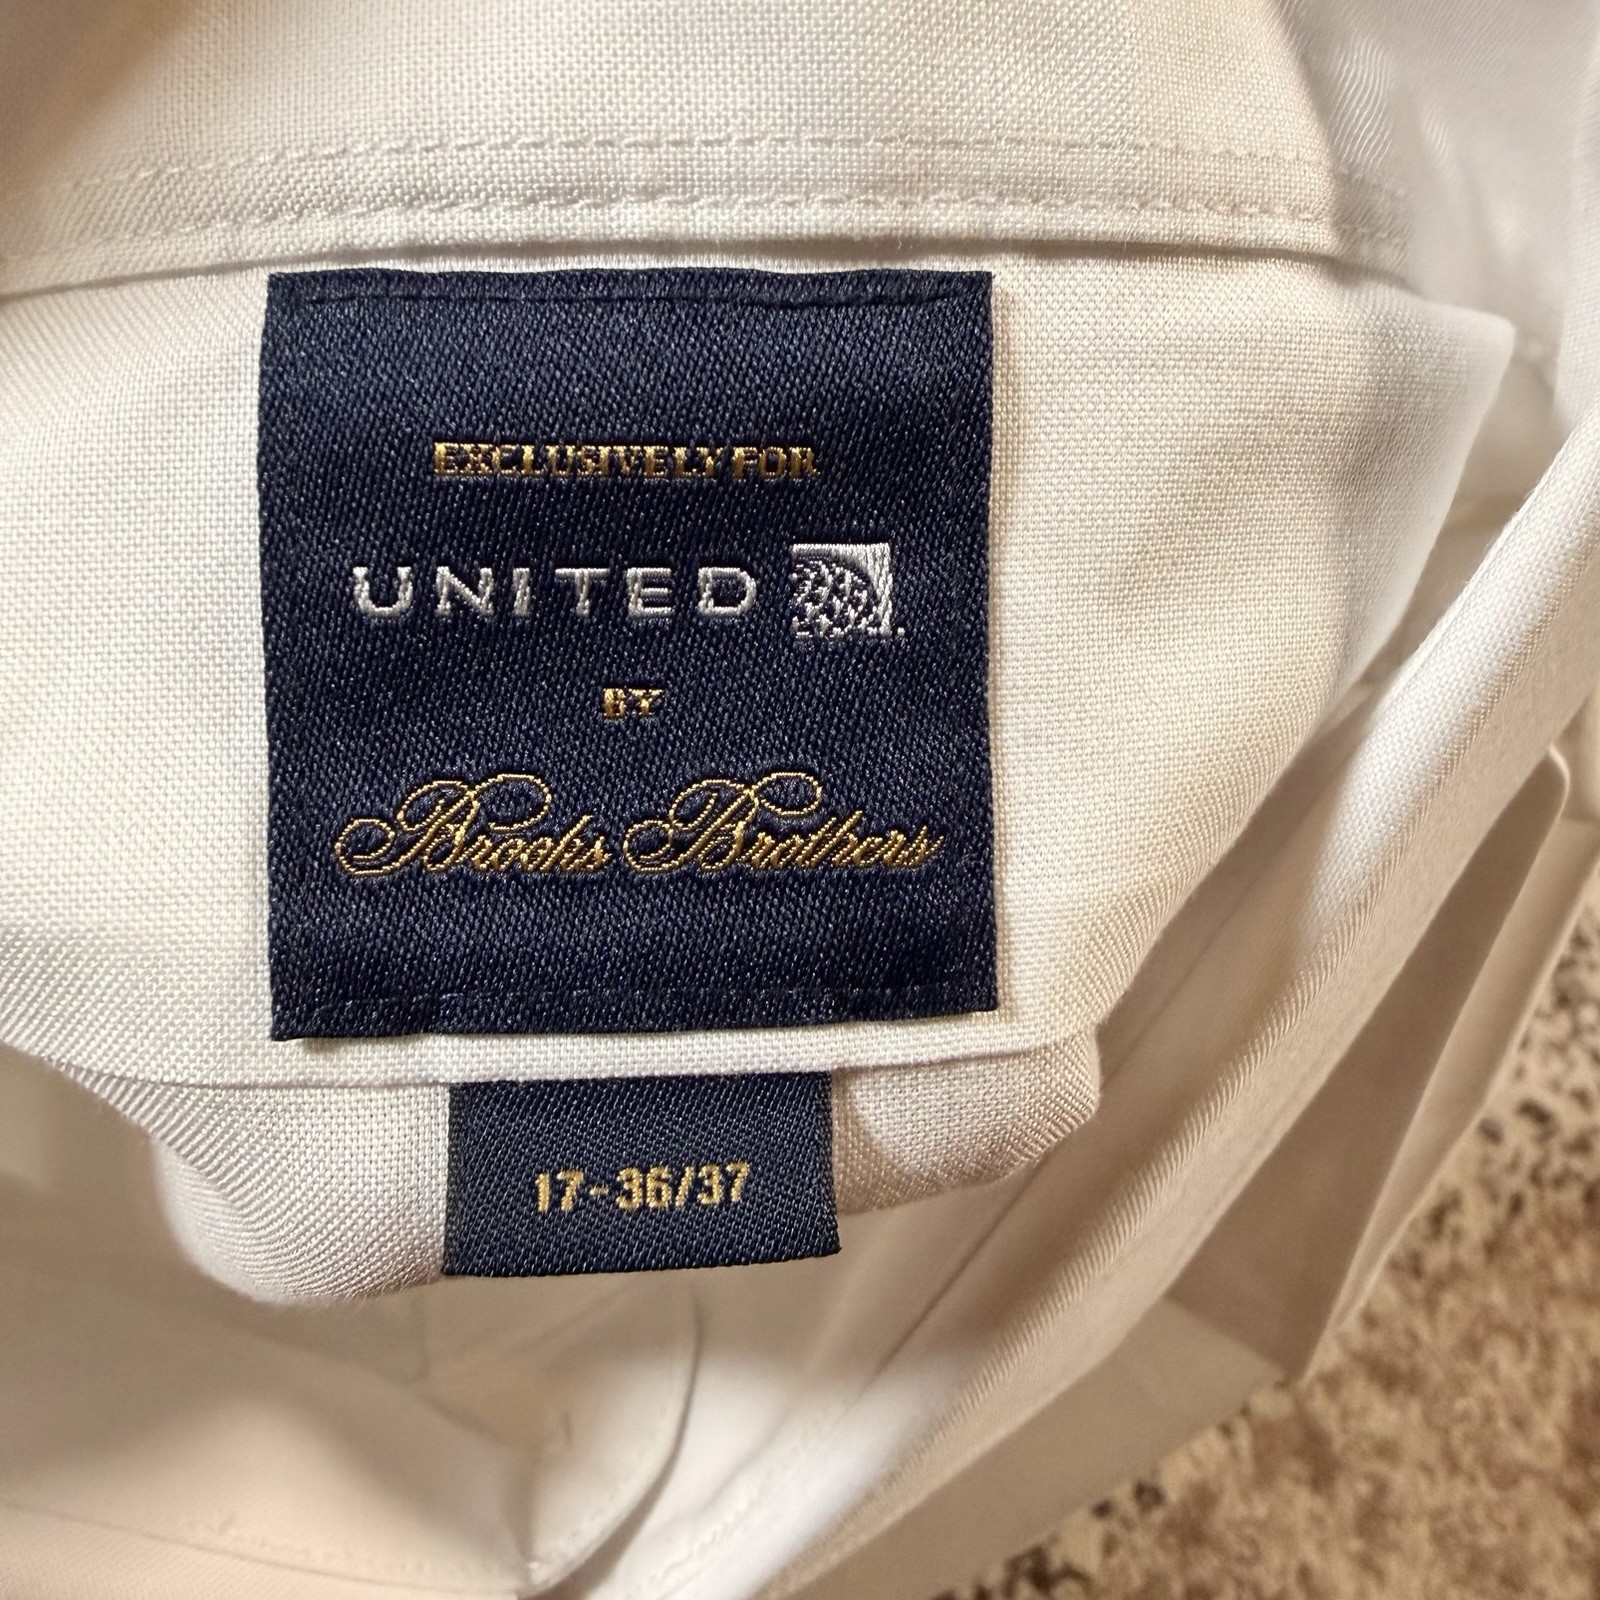 EXCLUSIVELY FOR
UNITED
BY
Brooks Brothers
17-36/37